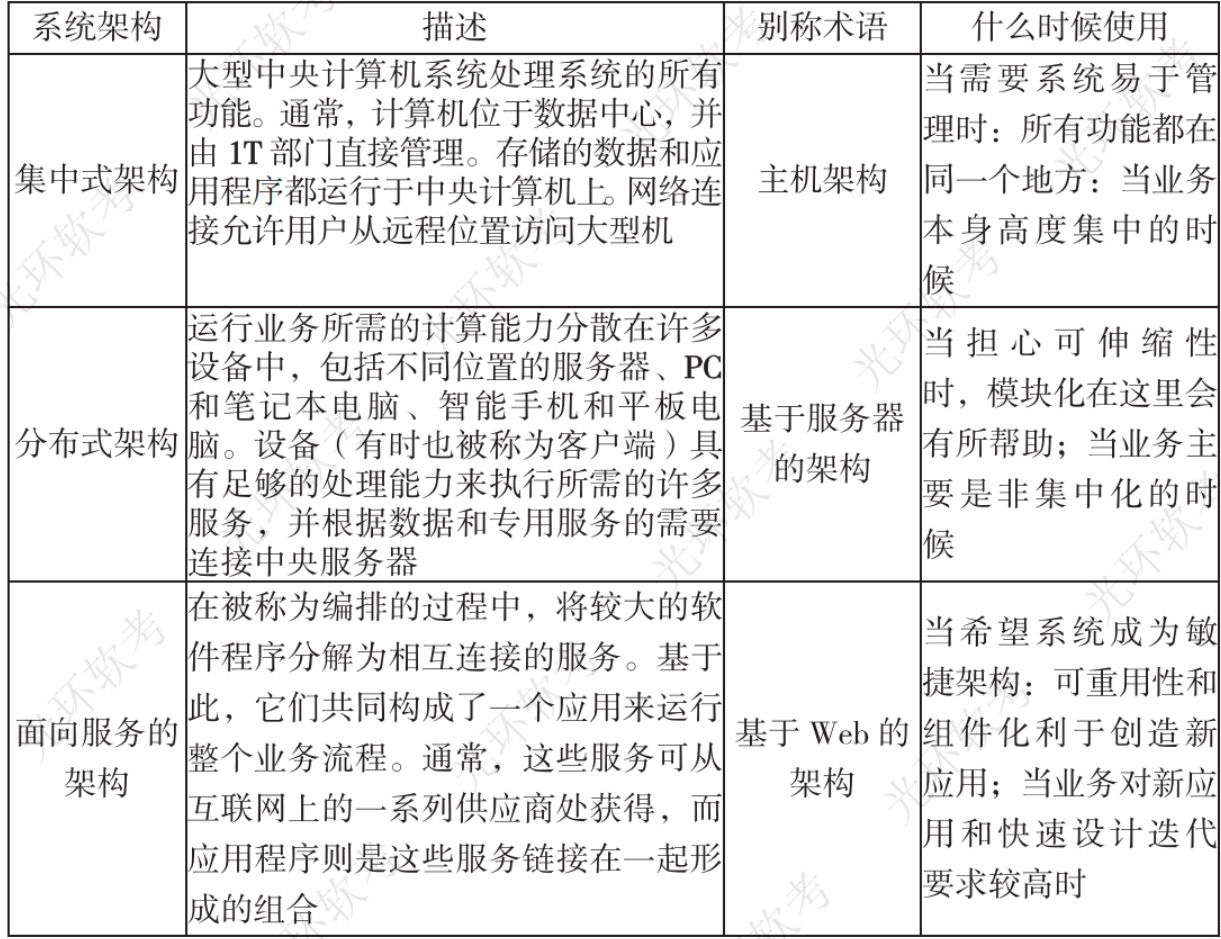 系统架构 描述 别称术语 什么时候使用
集中式架构
大型中央计算机系统处理系统的所有
功能。通常，计算机位于数据中心，并
由 1T 部门直接管理。存储的数据和应
用程序都运行于中央计算机上。网络连
接允许用户从远程位置访问大型机
主机架构
当需要系统易于管
理时：所有功能都在
同一个地方：当业务
本身高度集中的时
候
分布式架构
运行业务所需的计算能力分散在许多
设备中，包括不同位置的服务器、PC
和笔记本电脑、智能手机和平板电
脑。设备（有时也被称为客户端）具
有足够的处理能力来执行所需的许多
服务，并根据数据和专用服务的需要
连接中央服务器
基于服务器
的架构
当担心可伸缩性
时，模块化在这里会
有所帮助；当业务主
要是非集中化的时
候
面向服务的
架构
在被称为编排的过程中，将较大的软
件程序分解为相互连接的服务。基于
此，它们共同构成了一个应用来运行
整个业务流程。通常，这些服务可从
互联网上的一系列供应商处获得，而
应用程序则是这些服务链接在一起形
成的组合
基于 Web 的
架构
当希望系统成为敏
捷架构：可重用性和
组件化利于创造新
应用；当业务对新应
用和快速设计迭代
要求较高时
光环软考